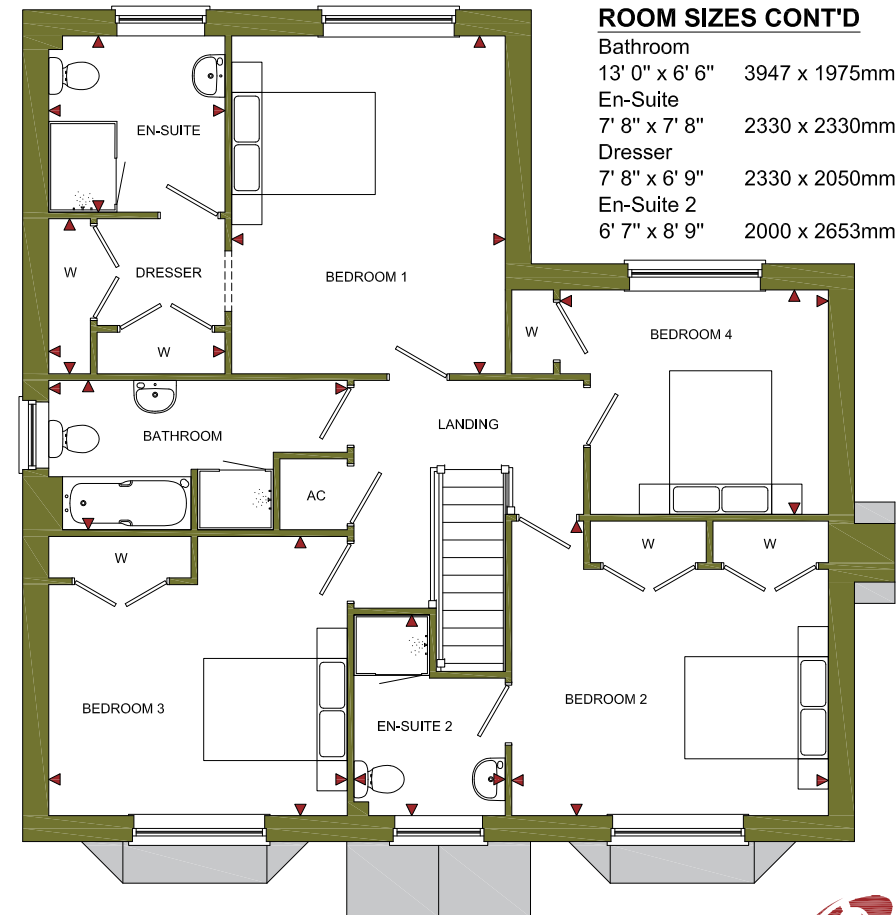 ROOM SIZES CONT'D
Bathroom
13' 0" x 6' 6" 3947 x 1975mm
En-Suite
7' 8" x 7' 8" 2330 x 2330mm
Dresser
7' 8" x 6' 9" 2330 x 2050mm
En-Suite 2
6' 7" x 8' 9" 2000 x 2653mm
EN-SUITE
W
DRESSER
BEDROOM 1
W
W
BEDROOM 4
BATHROOM
LANDING
AC
W
W
W
BEDROOM 3
EN-SUITE 2
BEDROOM 2